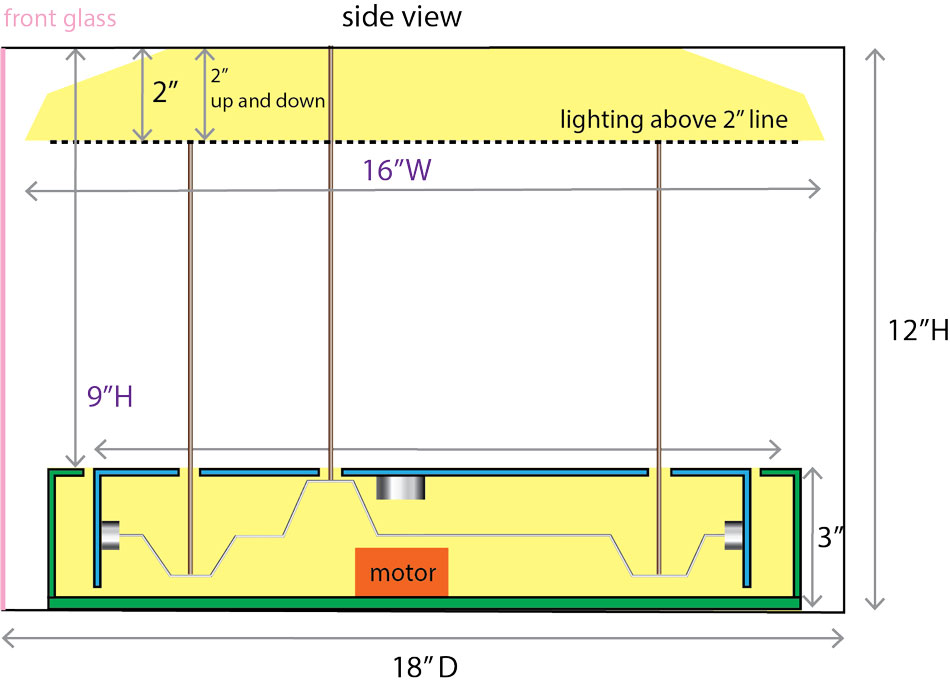 front glass
side view
2”
2”
up and down
lighting above 2” line
16”W
12”H
9”H
3”
motor
18” D